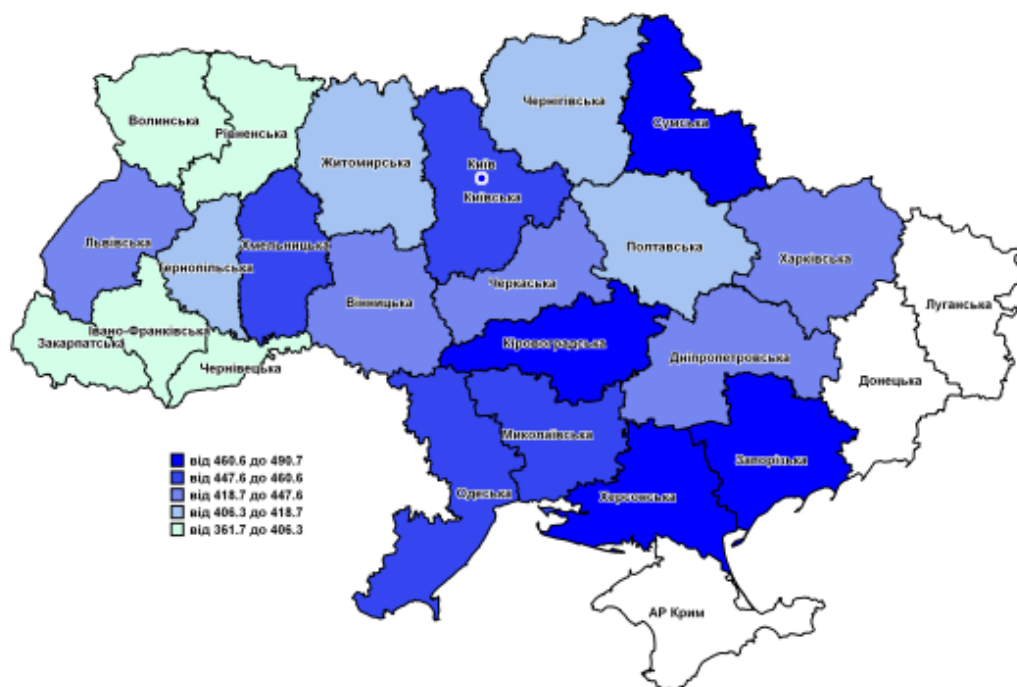 Чернігівська
Сумська
Волинська
Рівненська
Житомирська
Київ
Київська
Львівська
Тернопільська
Хмельницька
Полтавська
Харківська
Черкаська
Вінницька
Луганська
Івано-Франківська
Закарпатська
Чернівецька
Кіровоградська
Дніпропетровська
Донецька
Миколаївська
Запорізька
Одеська
Херсонська
АР Крим
від 460.6 до 490.7
від 447.6 до 460.6
від 418.7 до 447.6
від 406.3 до 418.7
від 361.7 до 406.3